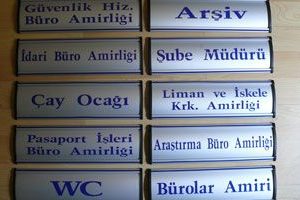 Güvenlik Hiz.
Büro Amirliği
Arşiv
İdari Büro Amirliği
Şube Müdürü
Çay Ocağı
Liman ve İskele
Krk. Amirliği
Pasaport İşleri
Büro Amirliği
Araştırma Büro Amirliği
WC
Bürolar Amiri